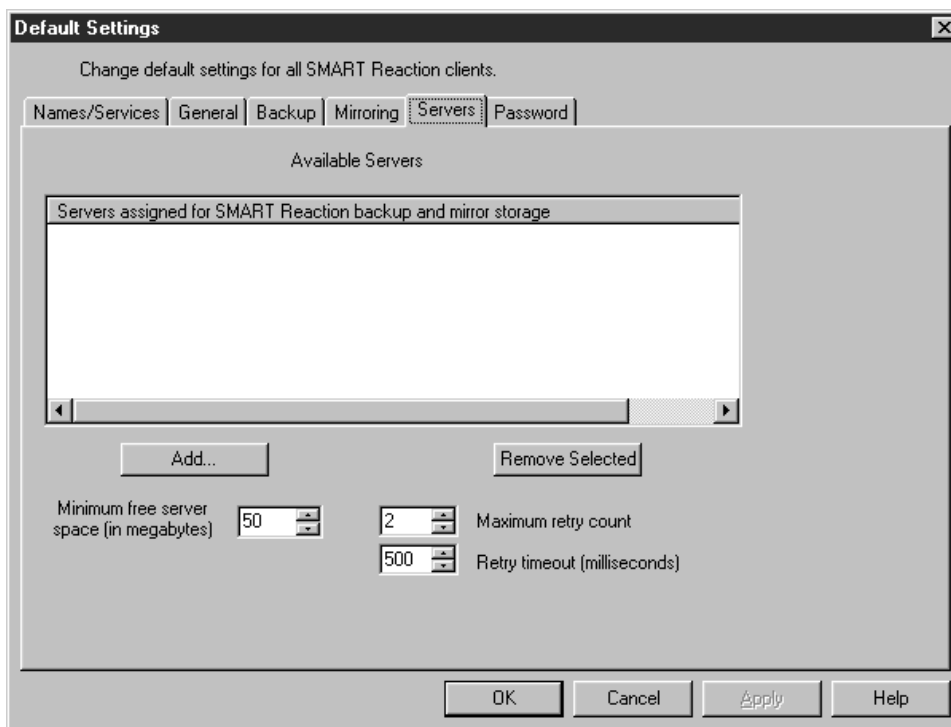 Default Settings
Change default settings for all SMART Reaction clients.
Names/Services General Backup Mirroring Servers Password
Available Servers
Servers assigned for SMART Reaction backup and mirror storage
Add... Remove Selected
Minimum free server
space (in megabytes) 50 2 Maximum retry count
500 Retry timeout (milliseconds)
OK Cancel Apply Help